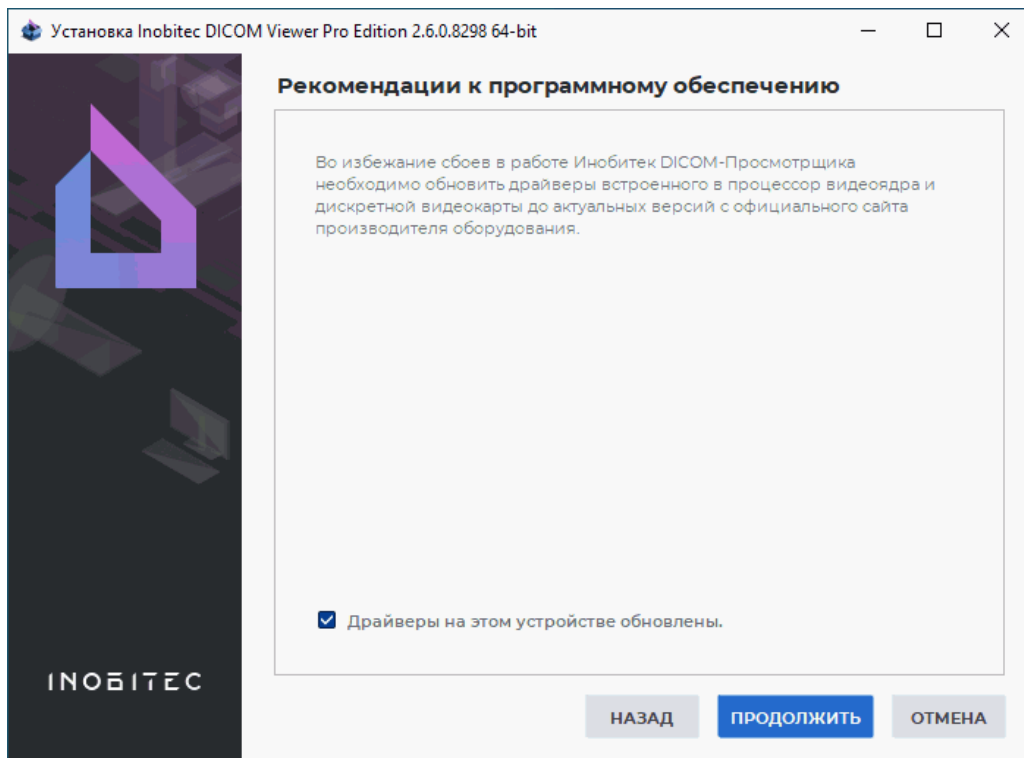 Установка Inobitec DICOM Viewer Pro Edition 2.6.0.8298 64-bit
Рекомендации к программному обеспечению
Во избежание сбоев в работе Инобитек DICOM-Просмотрщика
необходимо обновить драйверы встроенного в процессор видеоядра и
дискретной видеокарты до актуальных версий с официального сайта
производителя оборудования.
Драйверы на этом устройстве обновлены.
INOBITEC
НАЗАД
ПРОДОЛЖИТЬ
ОТМЕНА